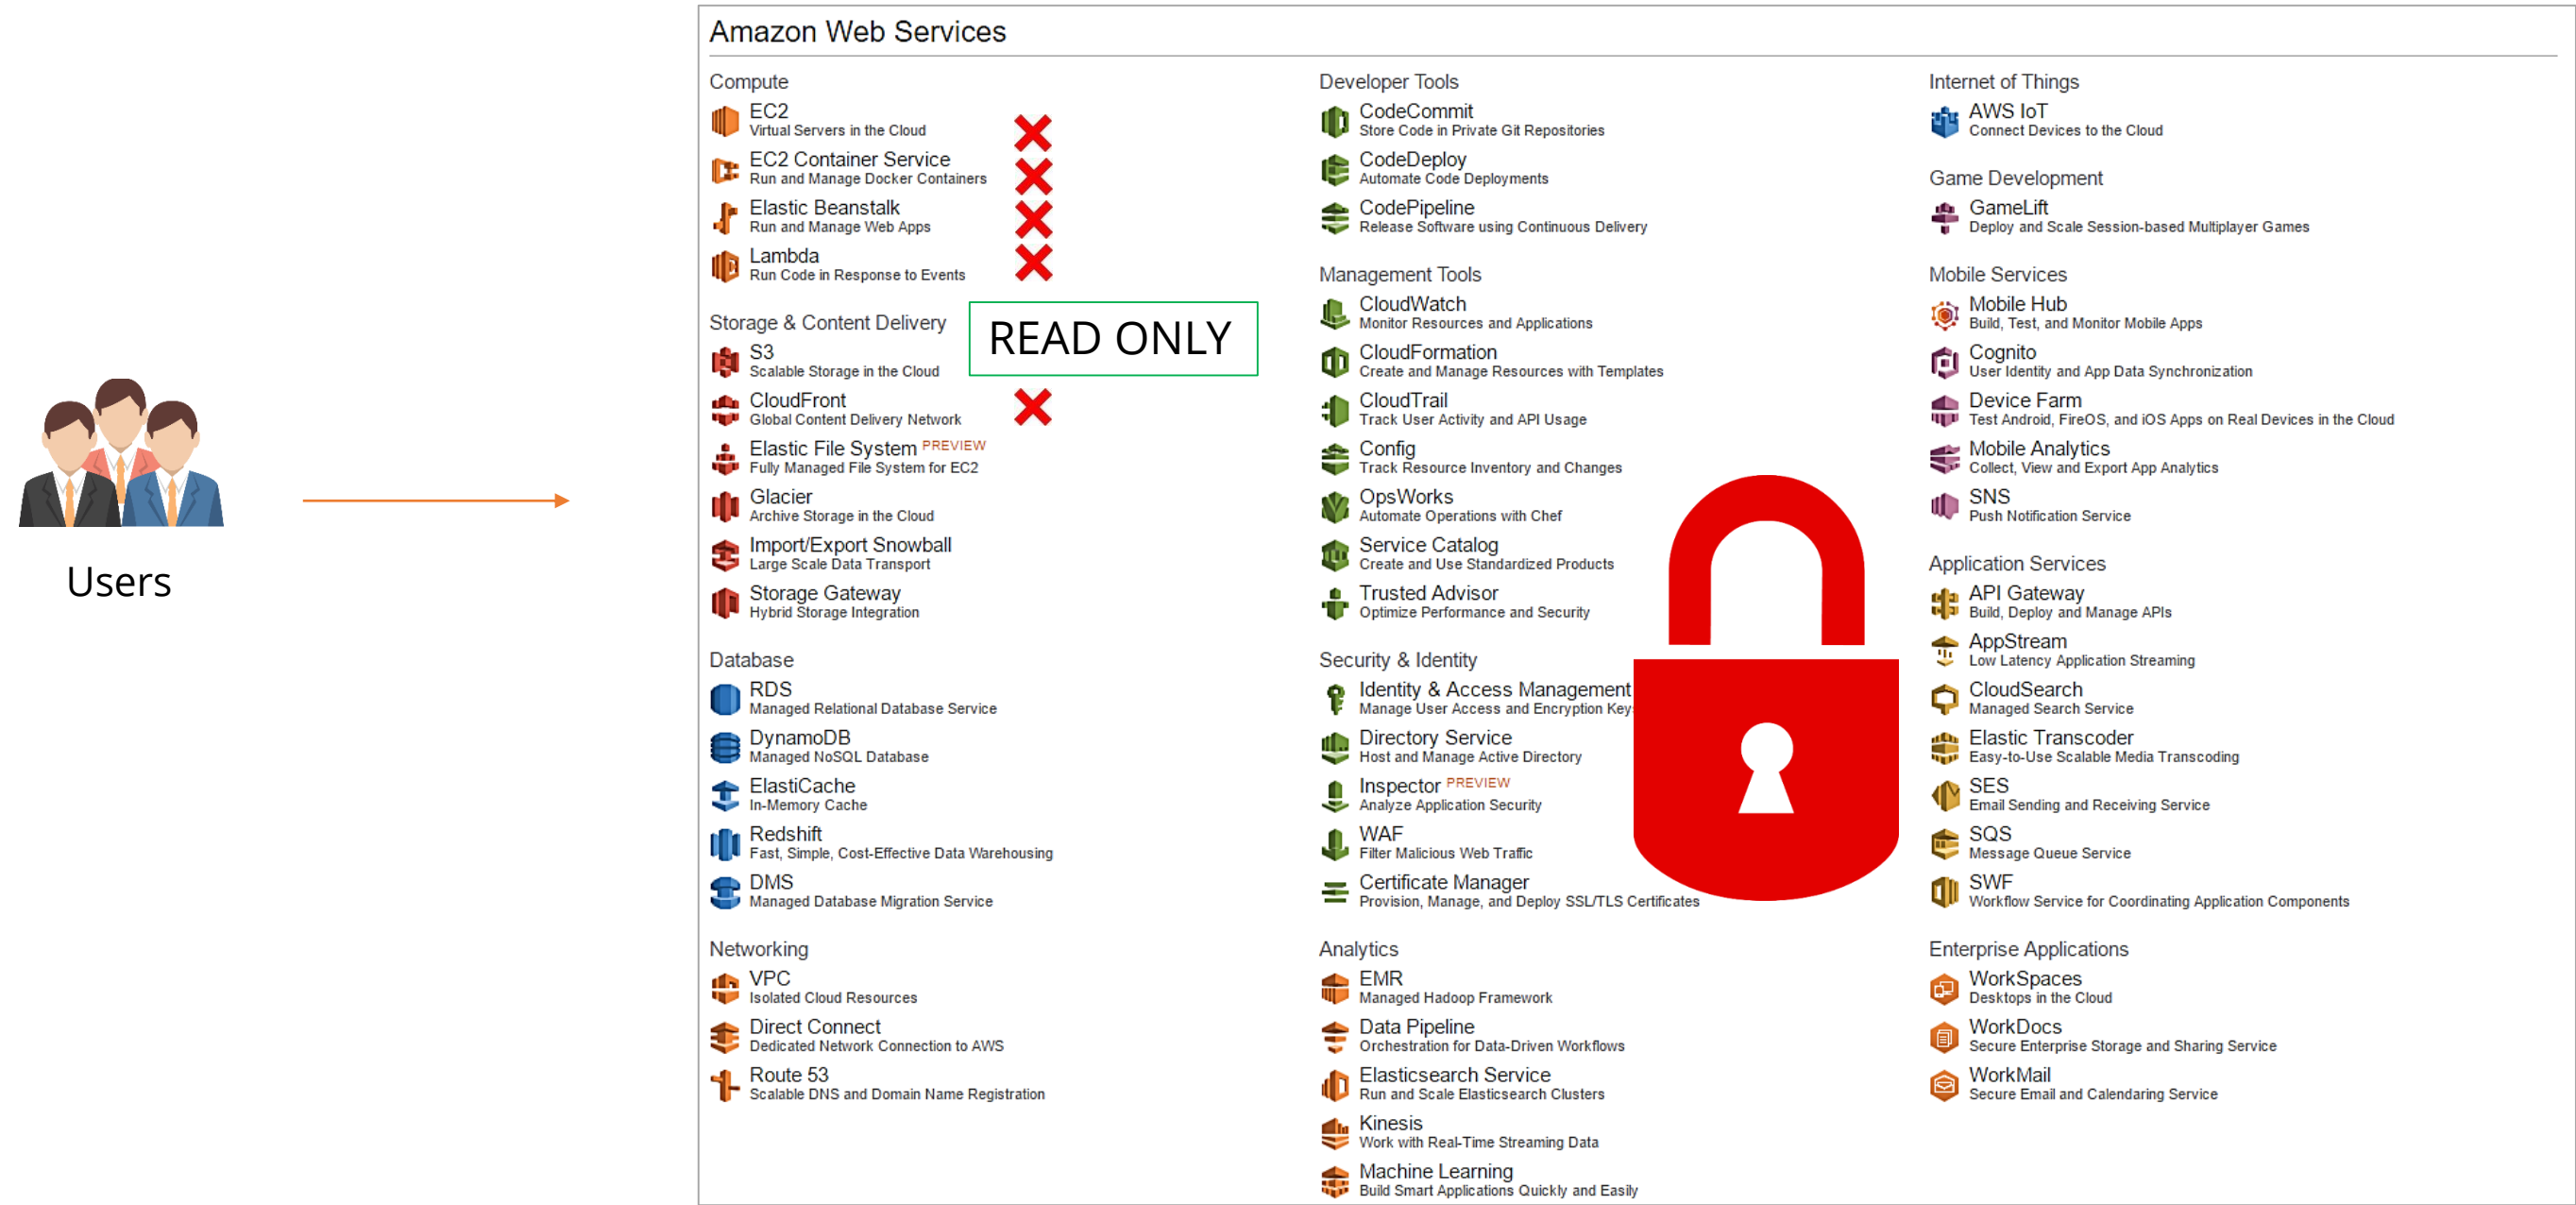 Amazon Web Services
Compute
EC2
Virtual Servers in the Cloud
EC2 Container Service
Run and Manage Docker Containers
Elastic Beanstalk
Run and Manage Web Apps
Lambda
Run Code in Response to Events
Storage & Content Delivery
READ ONLY
S3
Scalable Storage in the Cloud
CloudFront
Global Content Delivery Network
Elastic File System PREVIEW
Fully Managed File System for EC2
Glacier
Archive Storage in the Cloud
Import/Export Snowball
Large Scale Data Transport
Storage Gateway
Hybrid Storage Integration
Database
RDS
Managed Relational Database Service
DynamoDB
Managed NoSQL Database
ElastiCache
In-Memory Cache
Redshift
Fast, Simple, Cost-Effective Data Warehousing
DMS
Managed Database Migration Service
Networking
VPC
Isolated Cloud Resources
Direct Connect
Dedicated Network Connection to AWS
Route 53
Scalable DNS and Domain Name Registration
Developer Tools
CodeCommit
Store Code in Private Git Repositories
CodeDeploy
Automate Code Deployments
CodePipeline
Release Software using Continuous Delivery
Management Tools
CloudWatch
Monitor Resources and Applications
CloudFormation
Create and Manage Resources with Templates
CloudTrail
Track User Activity and API Usage
Config
Track Resource Inventory and Changes
OpsWorks
Automate Operations with Chef
Service Catalog
Create and Use Standardized Products
Trusted Advisor
Optimize Performance and Security
Security & Identity
Identity & Access Management
Manage User Access and Encryption Key
Directory Service
Host and Manage Active Directory
Inspector PREVIEW
Analyze Application Security
WAF
Filter Malicious Web Traffic
Certificate Manager
Provision, Manage, and Deploy SSL/TLS Certificates
Analytics
EMR
Managed Hadoop Framework
Data Pipeline
Orchestration for Data-Driven Workflows
Elasticsearch Service
Run and Scale Elasticsearch Clusters
Kinesis
Work with Real-Time Streaming Data
Machine Learning
Build Smart Applications Quickly and Easily
Internet of Things
AWS IoT
Connect Devices to the Cloud
Game Development
GameLift
Deploy and Scale Session-based Multiplayer Games
Mobile Services
Mobile Hub
Build, Test, and Monitor Mobile Apps
Cognito
User Identity and App Data Synchronization
Device Farm
Test Android, FireOS, and iOS Apps on Real Devices in the Cloud
Mobile Analytics
Collect, View and Export App Analytics
SNS
Push Notification Service
Application Services
API Gateway
Build, Deploy and Manage APIs
AppStream
Low Latency Application Streaming
CloudSearch
Managed Search Service
Elastic Transcoder
Easy-to-Use Scalable Media Transcoding
SES
Email Sending and Receiving Service
SQS
Message Queue Service
SWF
Workflow Service for Coordinating Application Components
Enterprise Applications
WorkSpaces
Desktops in the Cloud
WorkDocs
Secure Enterprise Storage and Sharing Service
WorkMail
Secure Email and Calendaring Service
Users